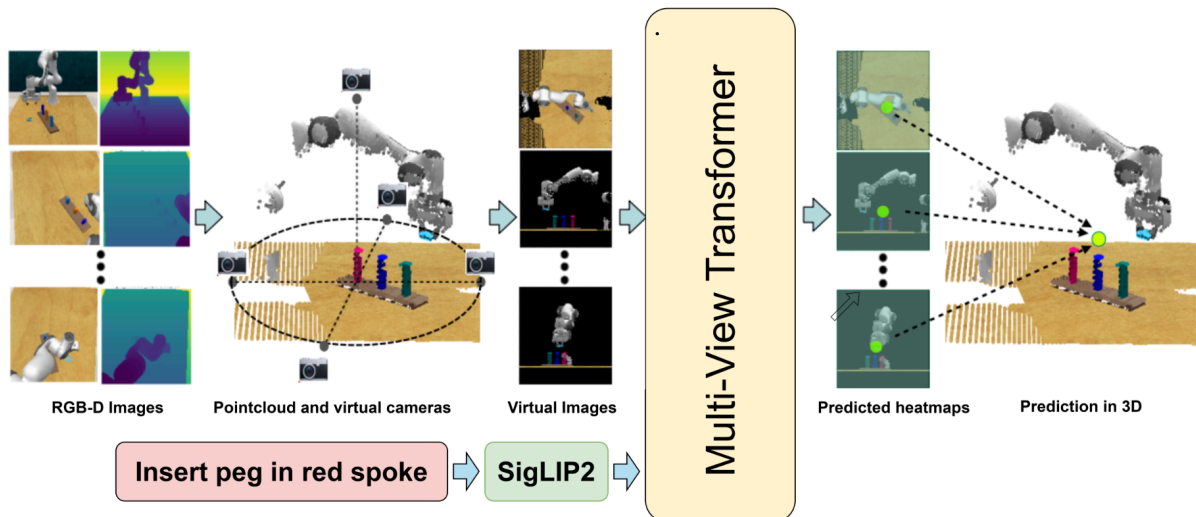 RGB-D Images
Pointcloud and virtual cameras
Virtual Images
Multi-View Transformer
Predicted heatmaps
Prediction in 3D
Insert peg in red spoke
SigLIP2